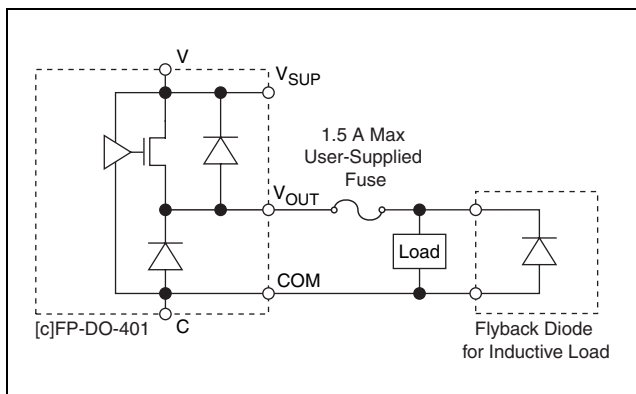 V
VSUP
1.5 A Max
User-Supplied
Fuse
VOUT
Load
COM
[c]FP-DO-401
C
Flyback Diode
for Inductive Load